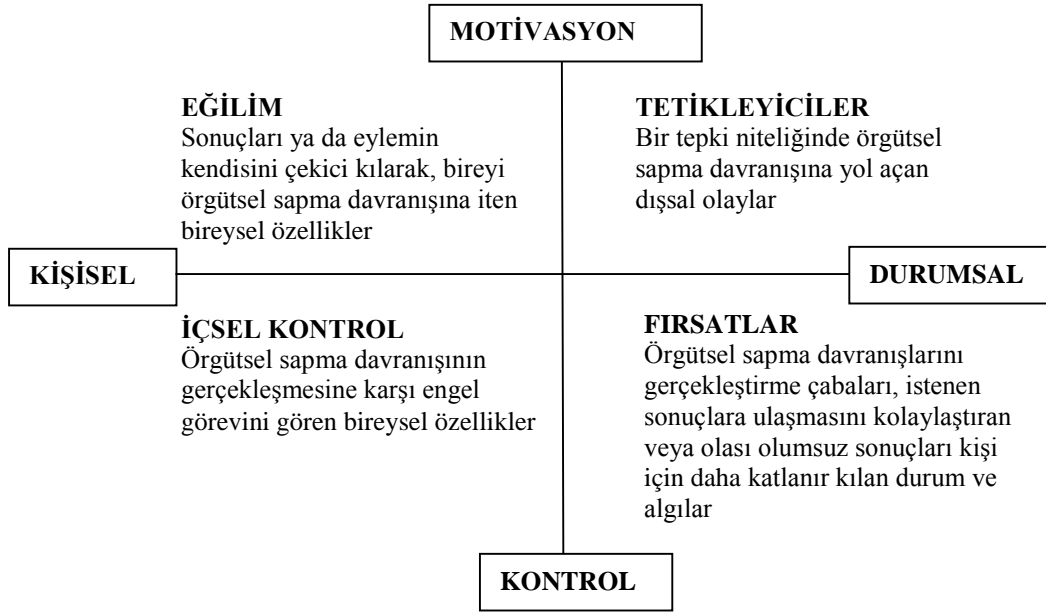 MOTİVASYON
EĞİLİM
Sonuçları ya da eylemin
kendisini çekici kılarak, bireyi
örgütsel sapma davranışına iten
bireysel özellikler
TETİKLEYİCİLER
Bir tepki niteliğinde örgütsel
sapma davranışına yol açan
dışsal olaylar
KİŞİSEL
DURUMSAL
İÇSEL KONTROL
Örgütsel sapma davranışının
gerçekleşmesine karşı engel
görevini gören bireysel özellikler
FIRSATLAR
Örgütsel sapma davranışlarını
gerçekleştirme çabaları, istenen
sonuçlara ulaşmasını kolaylaştıran
veya olası olumsuz sonuçları kişi
için daha katlanır kılan durum ve
algılar
KONTROL